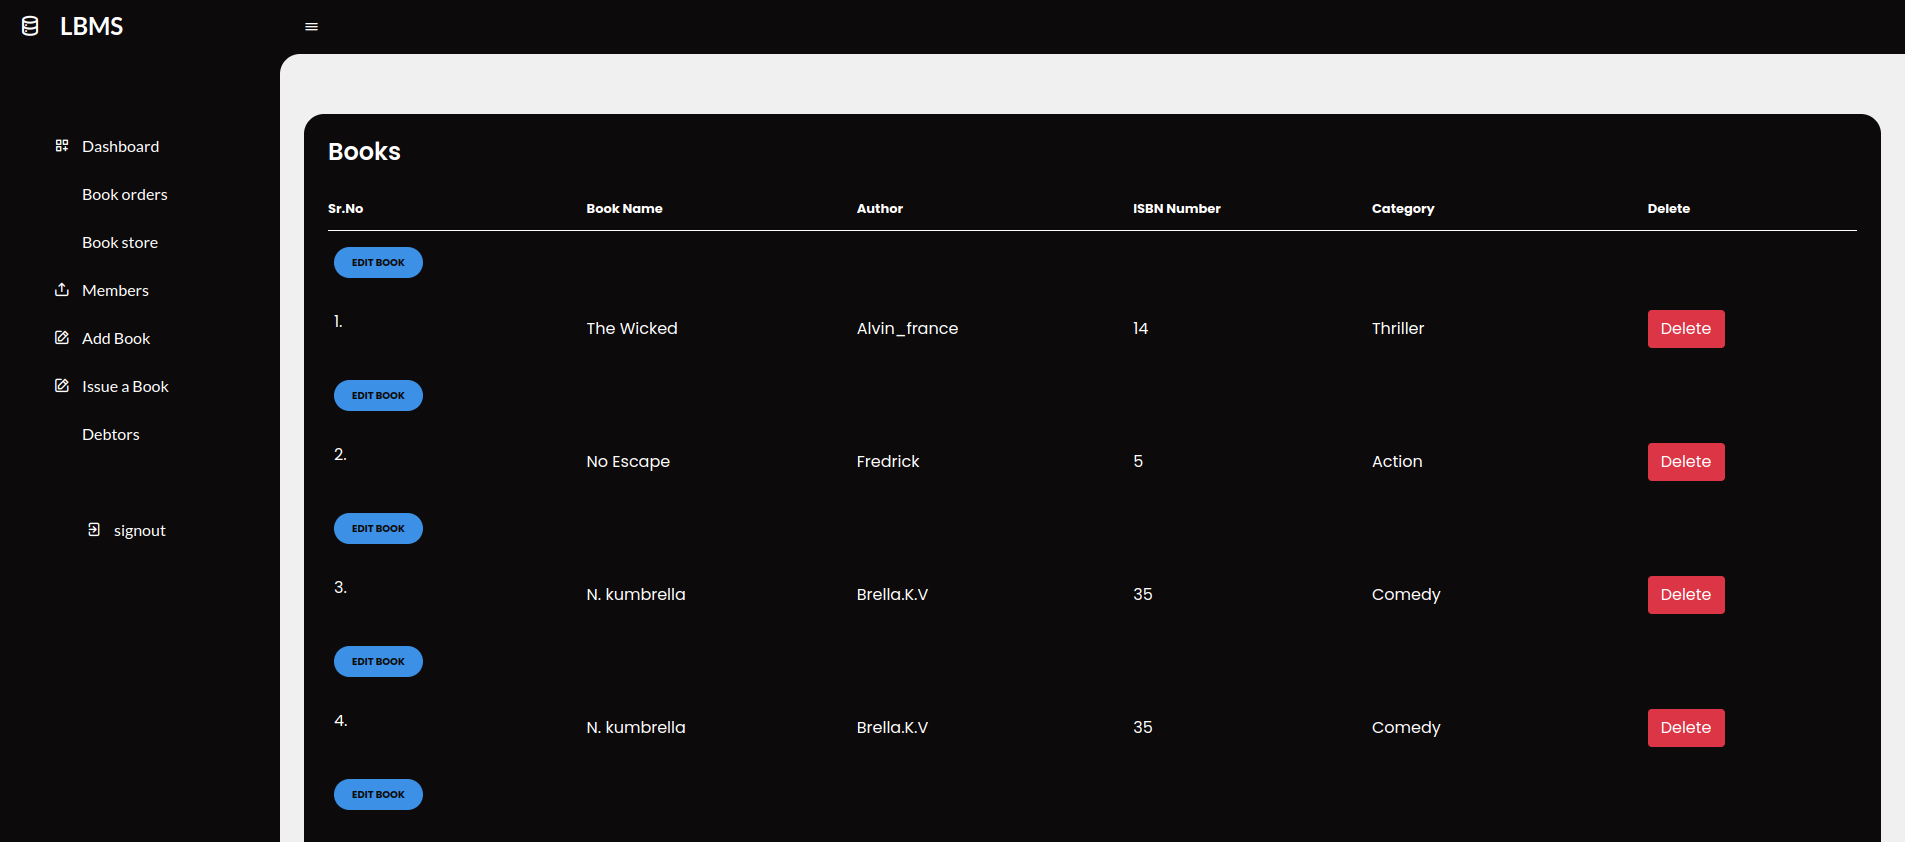 LBMS
Dashboard
Book orders
Book store
Members
Add Book
Issue a Book
Debtors
signout
Books
Sr.No Book Name Author ISBN Number Category Delete
EDIT BOOK
1. The Wicked Alvin_france 14 Thriller Delete
EDIT BOOK
2. No Escape Fredrick 5 Action Delete
EDIT BOOK
3. N. kumbrella Brella.K.V 35 Comedy Delete
EDIT BOOK
4. N. kumbrella Brella.K.V 35 Comedy Delete
EDIT BOOK